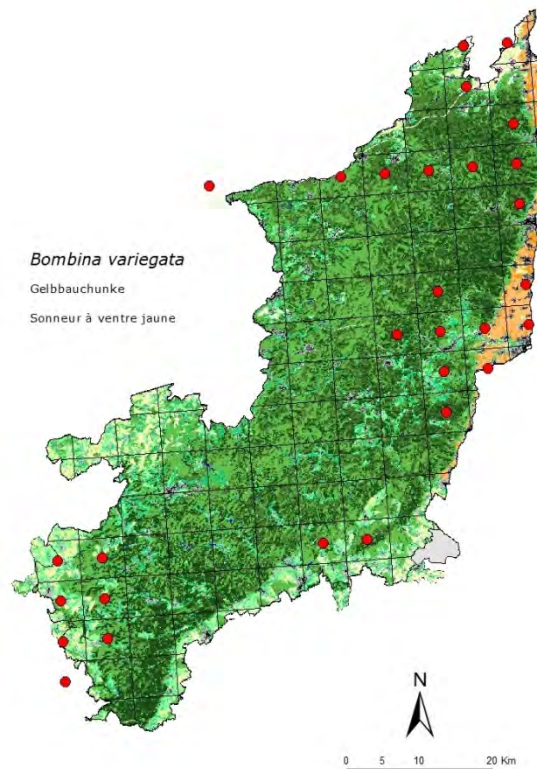 Bombina variegata
Gelbbauchunke
Sonneur à ventre jaune
N
0 5 10 20 Km